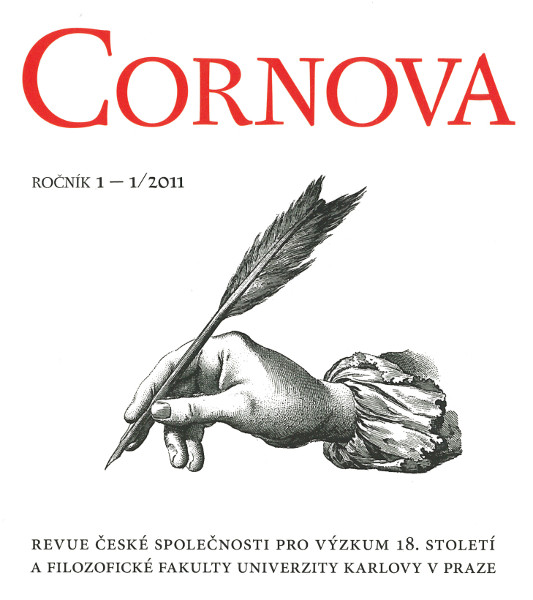 CORNOVA
ROČNÍK 1 – 1/2011
REVUE ČESKÉ SPOLEČNOSTI PRO VÝZKUM 18. STOLETÍ
A FILOZOFICKÉ FAKULTY UNIVERZITY KARLOVY V PRAZE